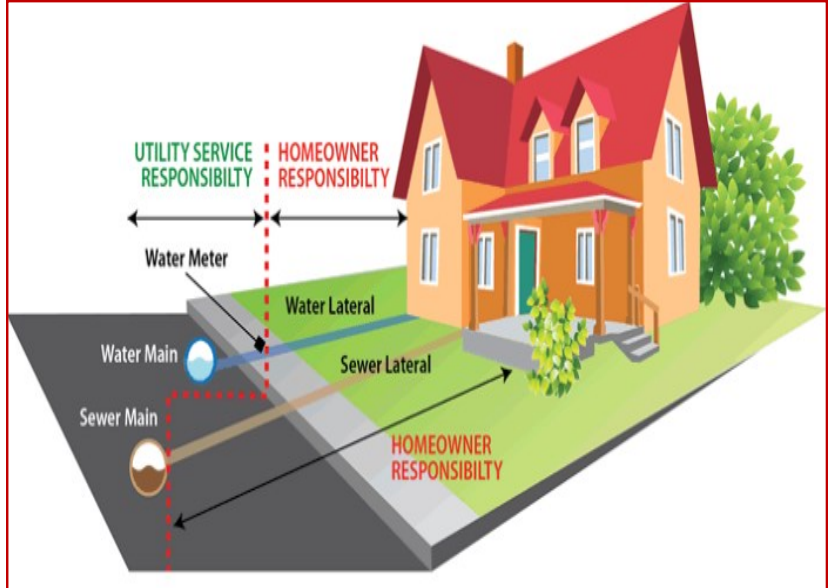 UTILITY SERVICE
RESPONSIBILTY
HOMEOWNER
RESPONSIBILTY
Water Meter
Water Lateral
Water Main
Sewer Lateral
Sewer Main
HOMEOWNER
RESPONSIBILTY